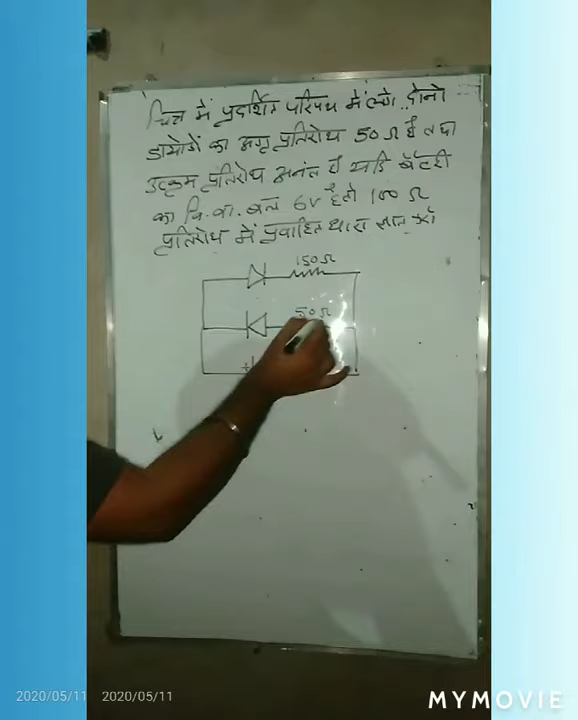 चित्र में प्रदर्शित परिपथ में लगे दोनो
डायोडों का अग्र प्रतिरोध 50 Ω है तथा
उत्क्रम प्रतिरोध अनंत है यदि बैटरी
का वि. वा. बल 6V है तो 100 Ω
प्रतिरोध में प्रवाहित धारा ज्ञात करो
150 Ω
50 Ω
+
2020/05/11 2020/05/11
MYMOVIE